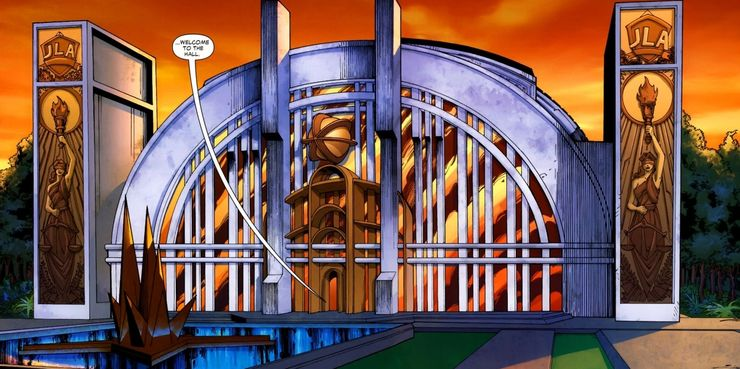 JLA
...WELCOME
TO THE
HALL.
JLA